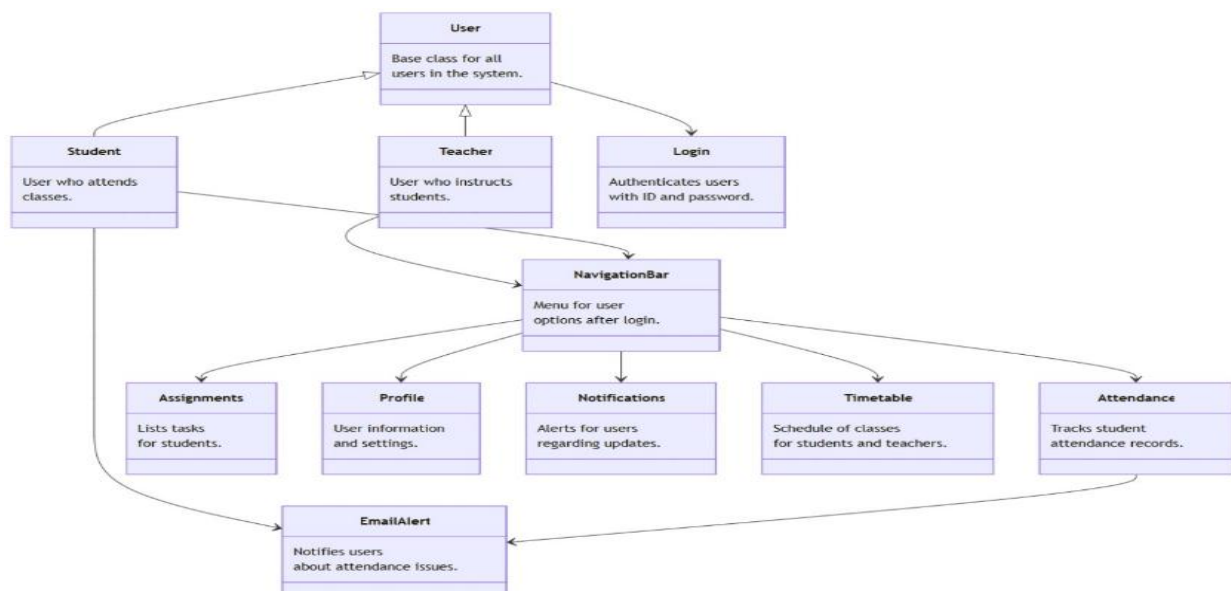 User
Base class for all
users in the system.
Student
User who attends
classes.
Teacher
User who instructs
students.
Login
Authenticates users
with ID and password.
NavigationBar
Menu for user
options after login.
Assignments
Lists tasks
for students.
Profile
User information
and settings.
Notifications
Alerts for users
regarding updates.
Timetable
Schedule of classes
for students and teachers.
Attendance
Tracks student
attendance records.
EmailAlert
Notifies users
about attendance issues.